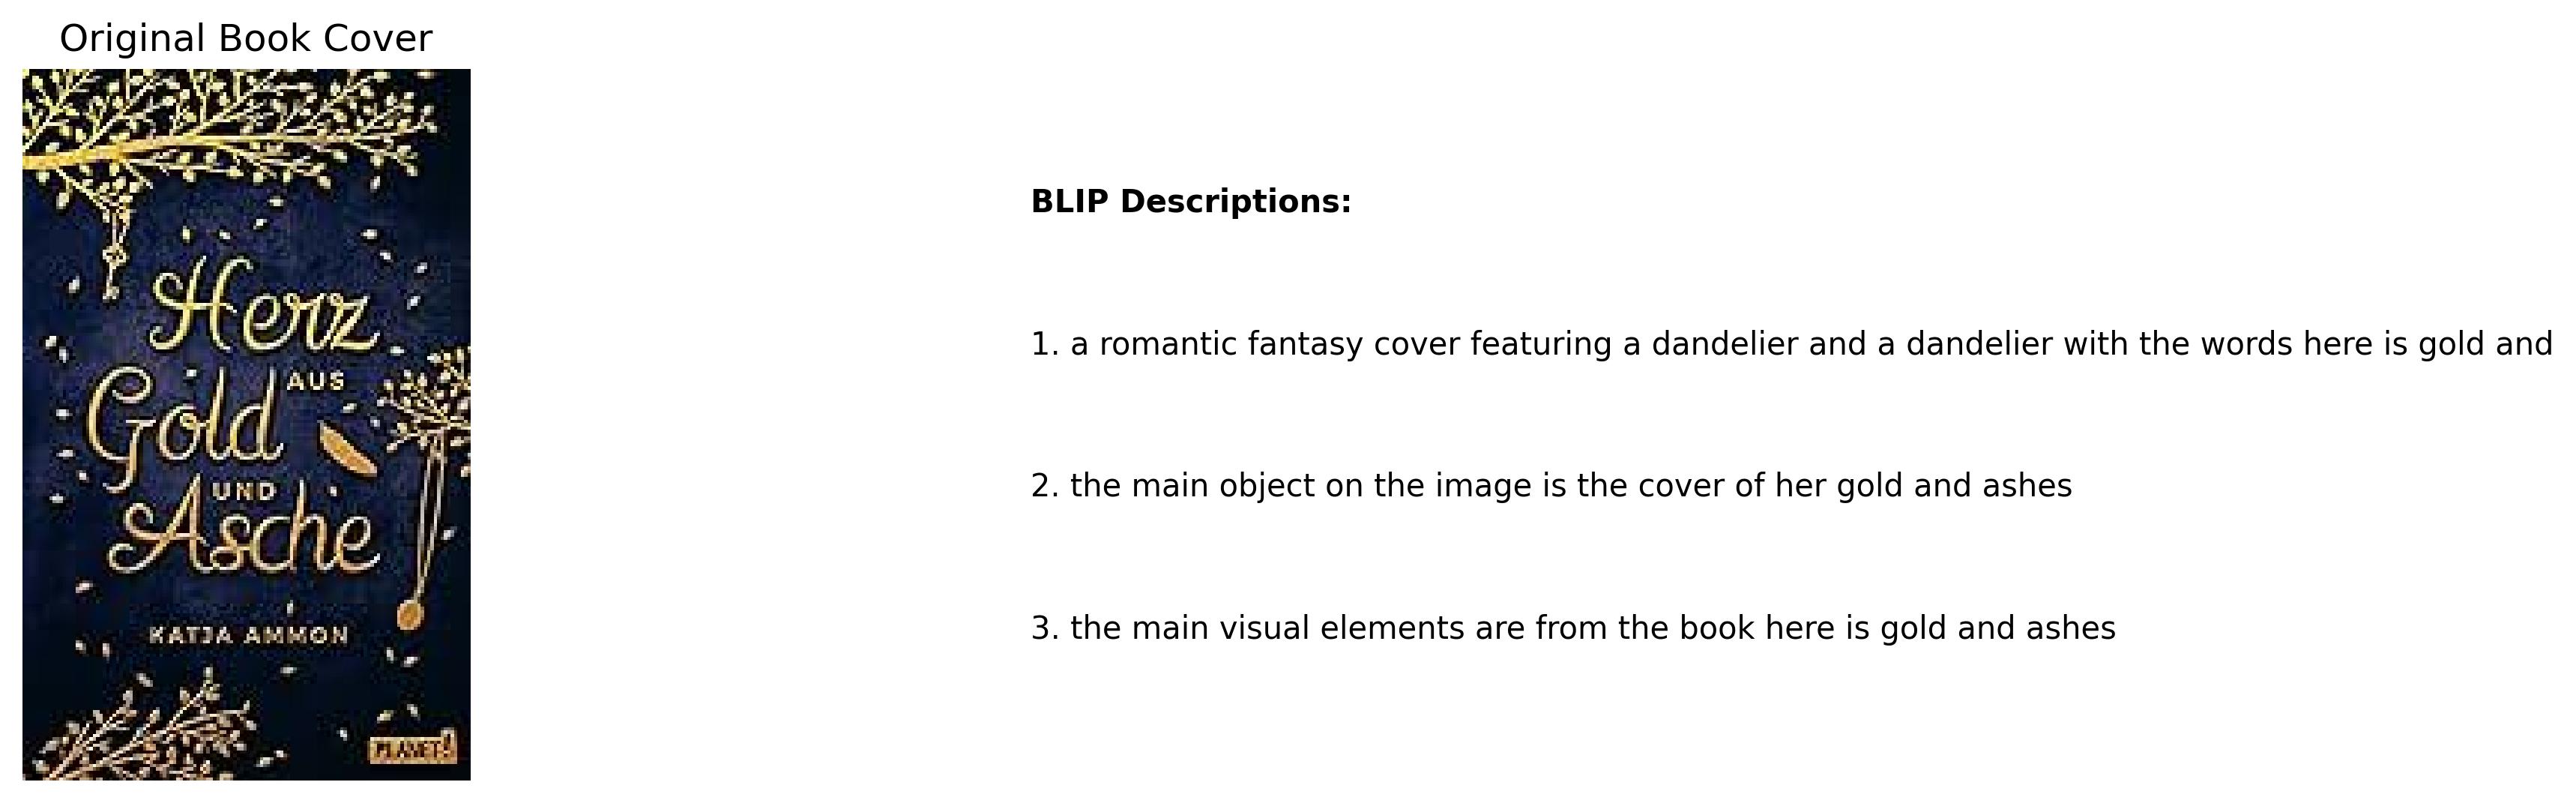 Original Book Cover
Herz
AUS
Gold
UND
Asche
KATJA AMMON
PLANET!
BLIP Descriptions:
1. a romantic fantasy cover featuring a dandelier and a dandelier with the words here is gold and
2. the main object on the image is the cover of her gold and ashes
3. the main visual elements are from the book here is gold and ashes